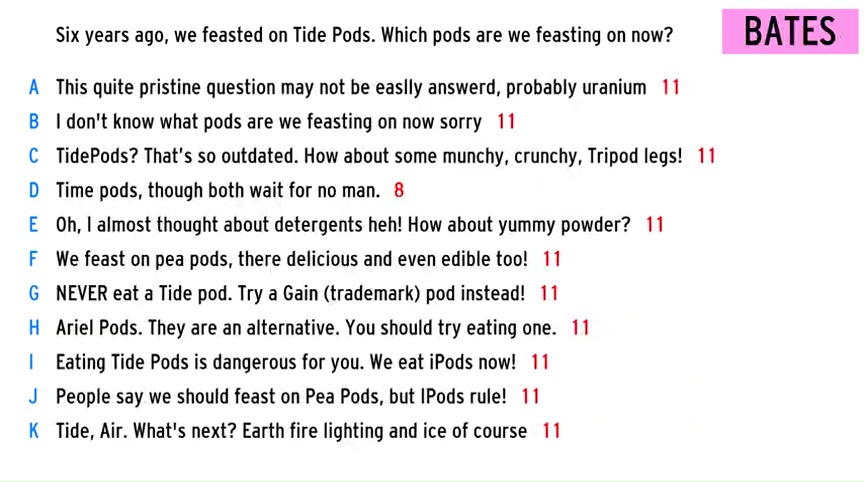 Six years ago, we feasted on Tide Pods. Which pods are we feasting on now?
BATES
A This quite pristine question may not be easlly answerd, probably uranium 11
B I don't know what pods are we feasting on now sorry 11
C TidePods? That's so outdated. How about some munchy, crunchy, Tripod legs! 11
D Time pods, though both wait for no man. 8
E Oh, I almost thought about detergents heh! How about yummy powder? 11
F We feast on pea pods, there delicious and even edible too! 11
G NEVER eat a Tide pod. Try a Gain (trademark) pod instead! 11
H Ariel Pods. They are an alternative. You should try eating one. 11
I Eating Tide Pods is dangerous for you. We eat iPods now! 11
J People say we should feast on Pea Pods, but IPods rule! 11
K Tide, Air. What's next? Earth fire lighting and ice of course 11